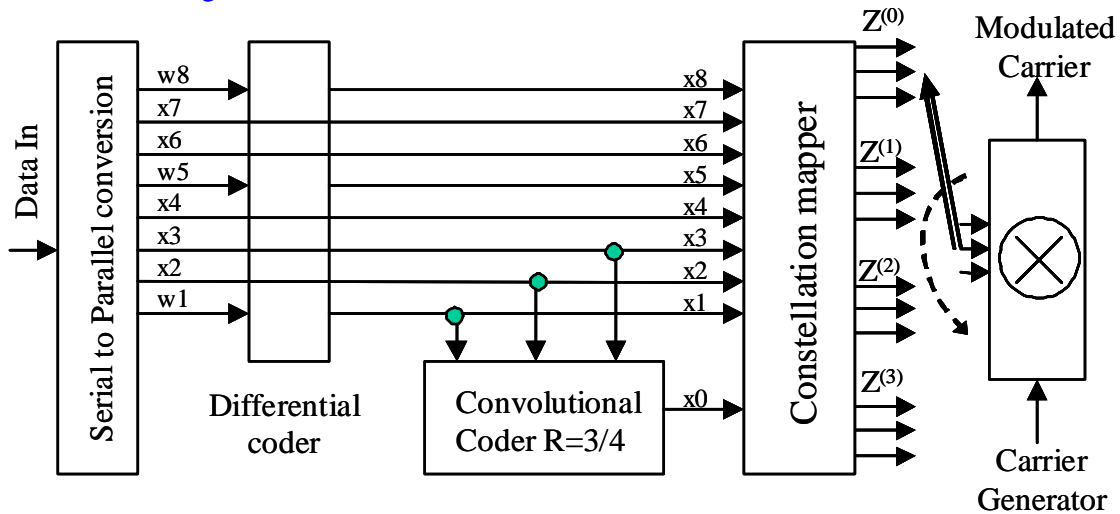 Data In
Serial to Parallel conversion
w8
x7
x6
w5
x4
x3
x2
w1
Differential
coder
x8
x7
x6
x5
x4
x3
x2
x1
Convolutional
Coder R=3/4
x0
Constellation mapper
Z(0)
Z(1)
Z(2)
Z(3)
Modulated
Carrier
Carrier
Generator